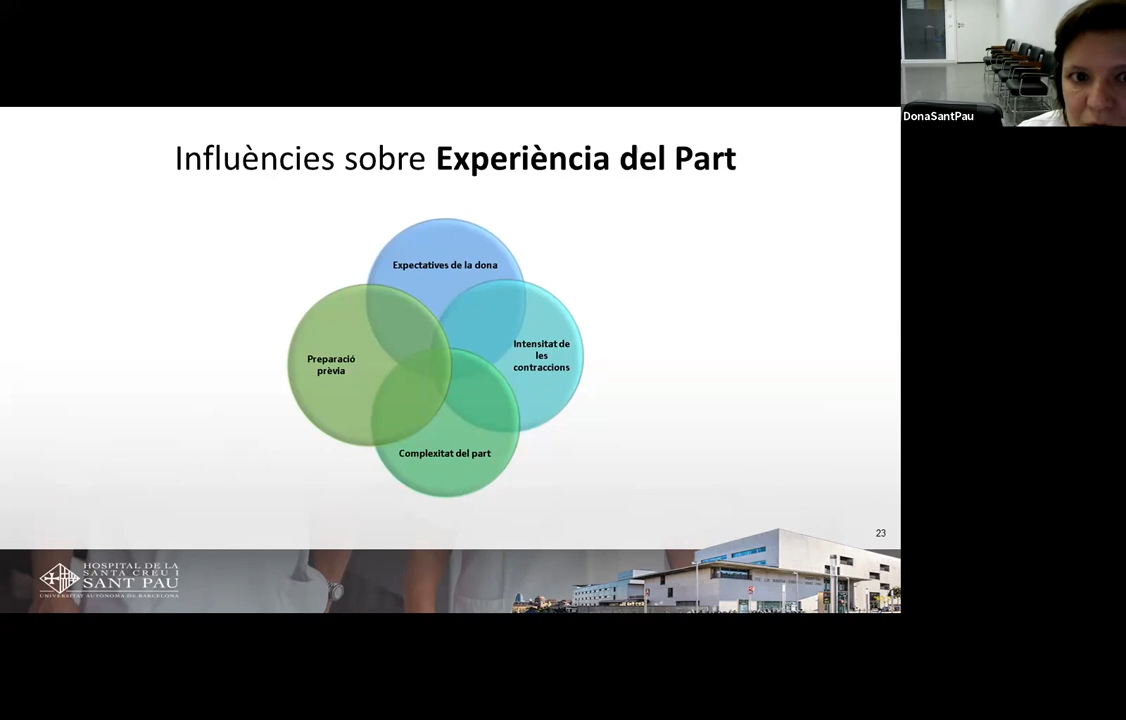 DonaSantPau
Influències sobre Experiència del Part
Expectatives de la dona
Intensitat de
les
contraccions
Preparació
prèvia
Complexitat del part
23
HOSPITAL DE LA
SANTA CREU I
SANT PAU
UNIVERSITAT AUTÒNOMA DE BARCELONA